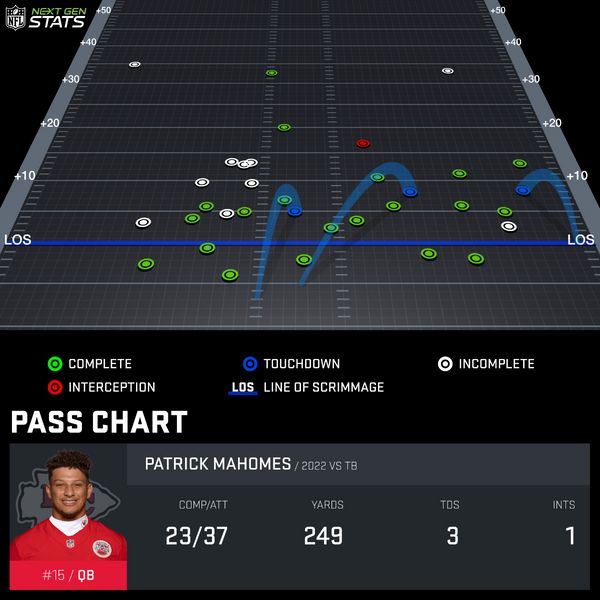 NFL NEXT GEN STATS
+50 +50
+30 +30
+20 +20
+10 +10
LOS LOS
COMPLETE TOUCHDOWN INCOMPLETE
INTERCEPTION LOS LINE OF SCRIMMAGE
PASS CHART
PATRICK MAHOMES / 2022 VS TB
COMP/ATT YARDS TDS INTS
23/37 249 3 1
#15 / QB